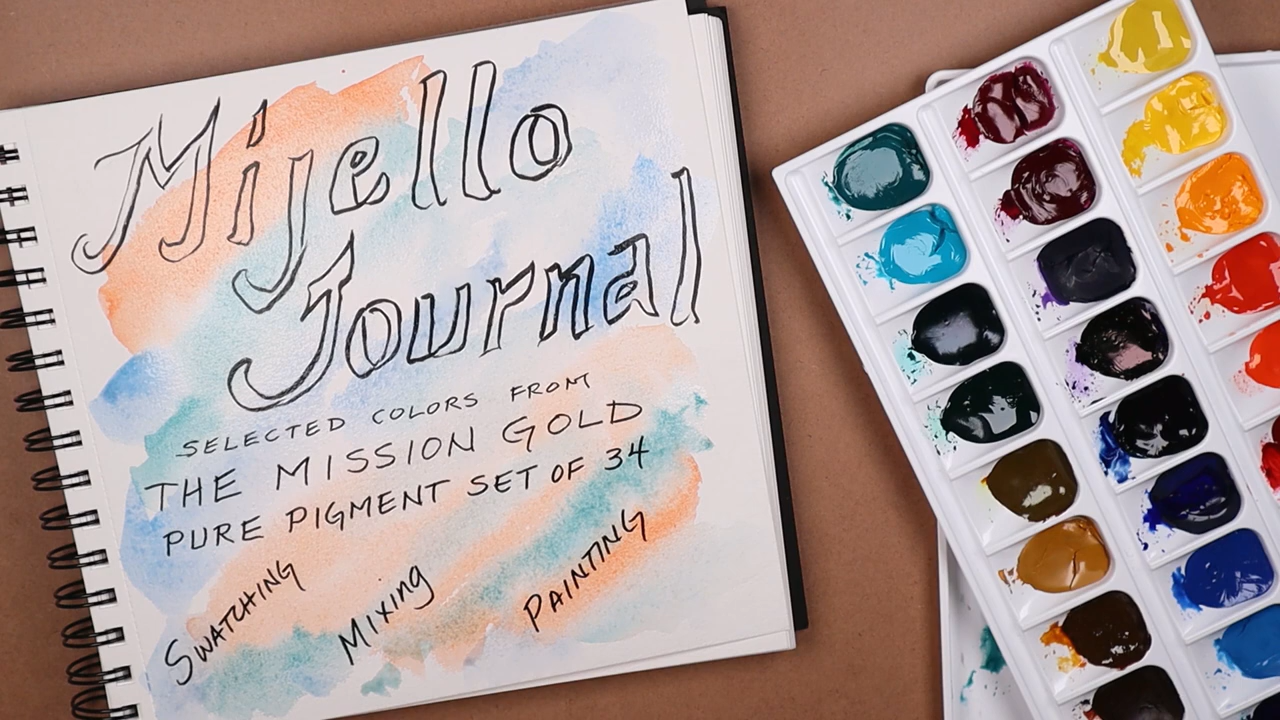 Mijello
Journal
SELECTED COLORS FROM
THE MISSION GOLD
PURE PIGMENT SET OF 34
SWATCHING
MIXING
PAINTING